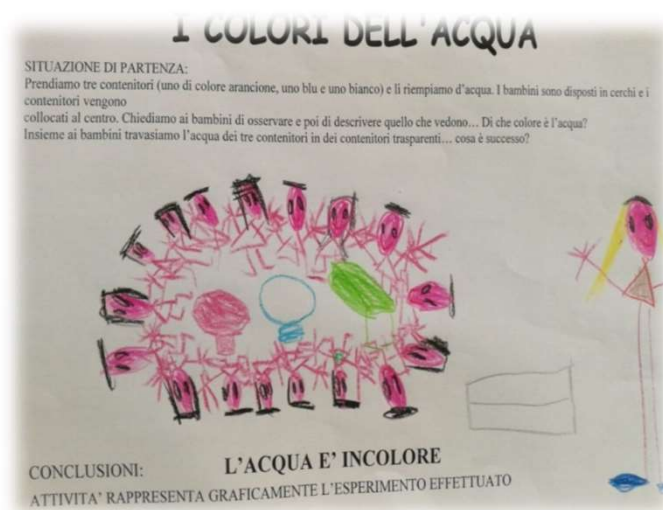 I COLORI DELL'ACQUA
SITUAZIONE DI PARTENZA:
Prendiamo tre contenitori (uno di colore arancione, uno blu e uno bianco) e li riempiamo d'acqua. I bambini sono disposti in cerchi e i
contenitori vengono
collocati al centro. Chiediamo ai bambini di osservare e poi di descrivere quello che vedono… Di che colore è l'acqua?
Insieme ai bambini travasiamo l'acqua dei tre contenitori in dei contenitori trasparenti… cosa è successo?
CONCLUSIONI: L'ACQUA E' INCOLORE
ATTIVITA' RAPPRESENTA GRAFICAMENTE L'ESPERIMENTO EFFETTUATO